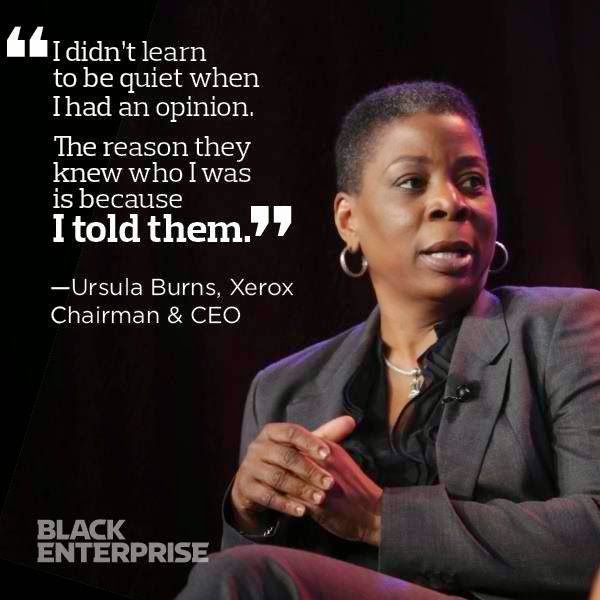 “I didn’t learn
to be quiet when
I had an opinion.
The reason they
knew who I was
is because
I told them.”
—Ursula Burns, Xerox
Chairman & CEO
BLACK
ENTERPRISE